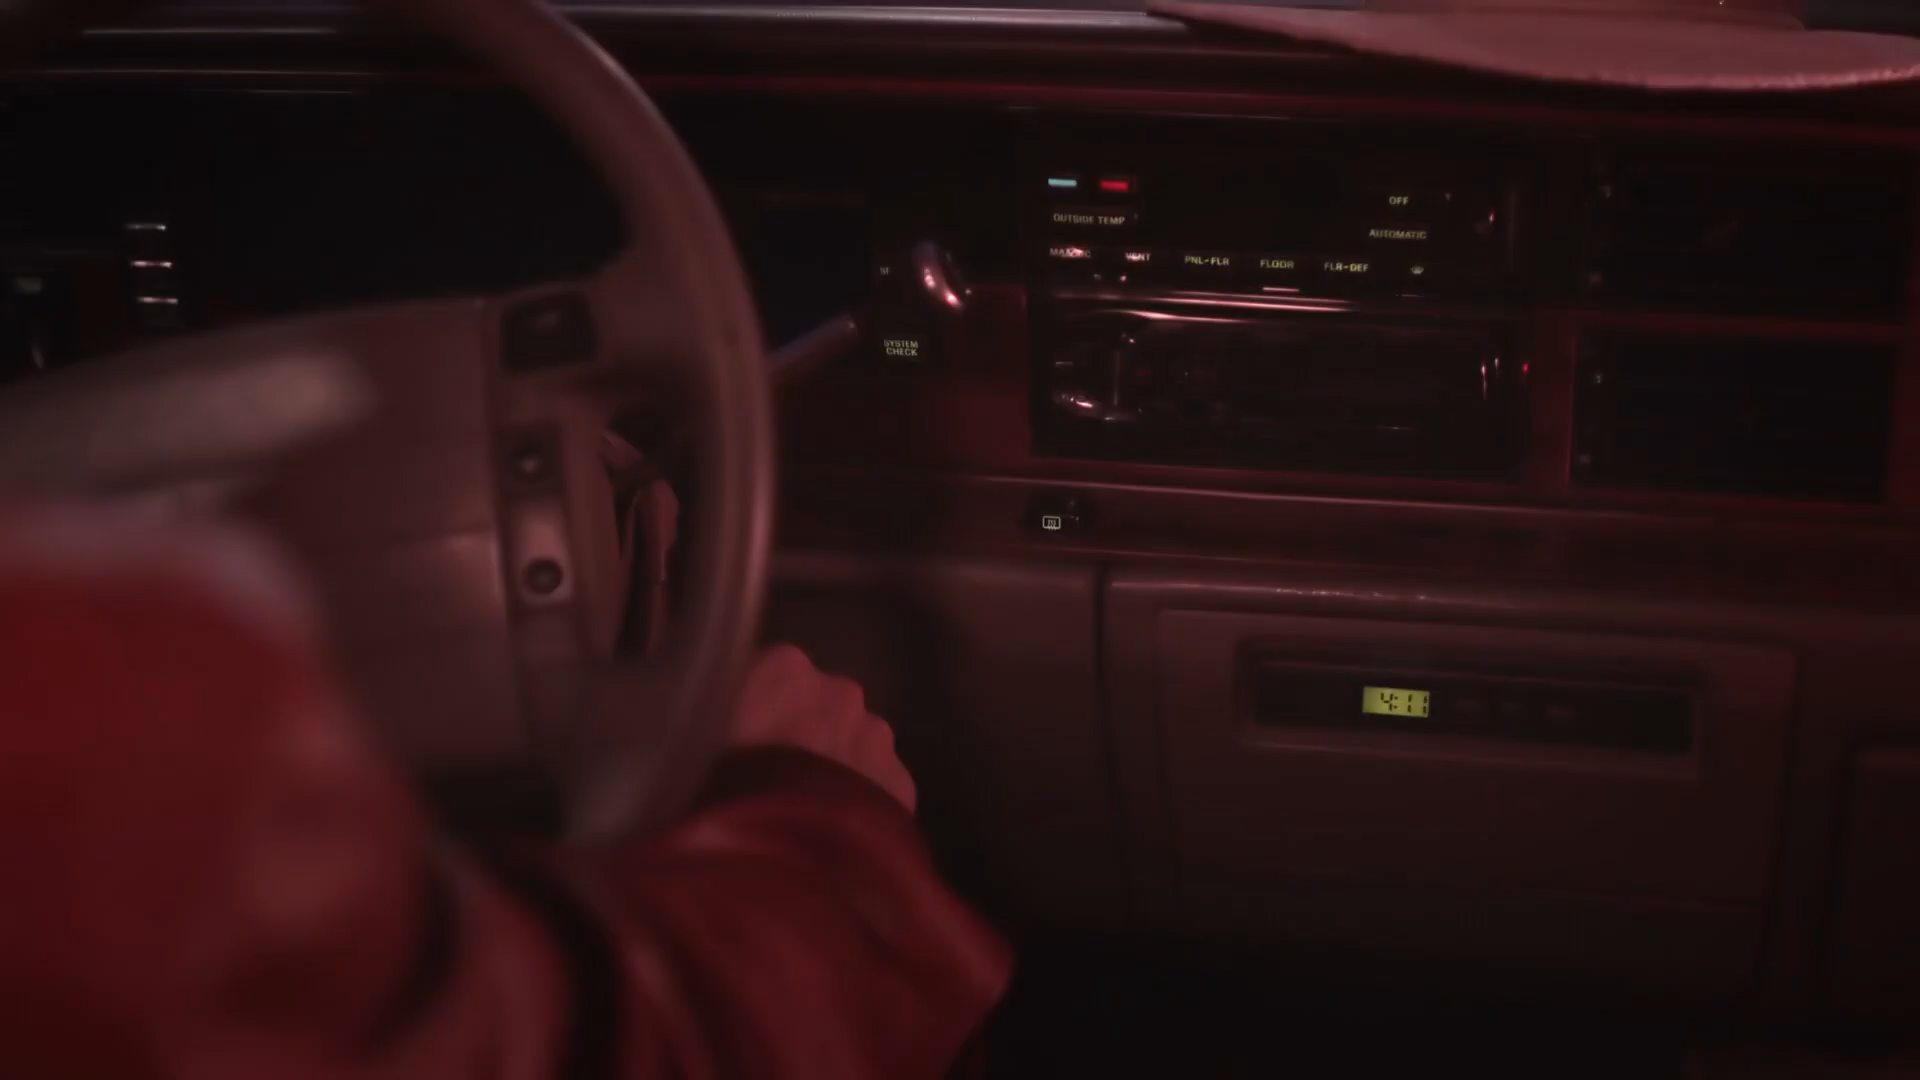 OFF
OUTSIDE TEMP
AUTOMATIC
VENT PNL-FLR FLOOR FLR-DEF
SYSTEM
CHECK
4:11